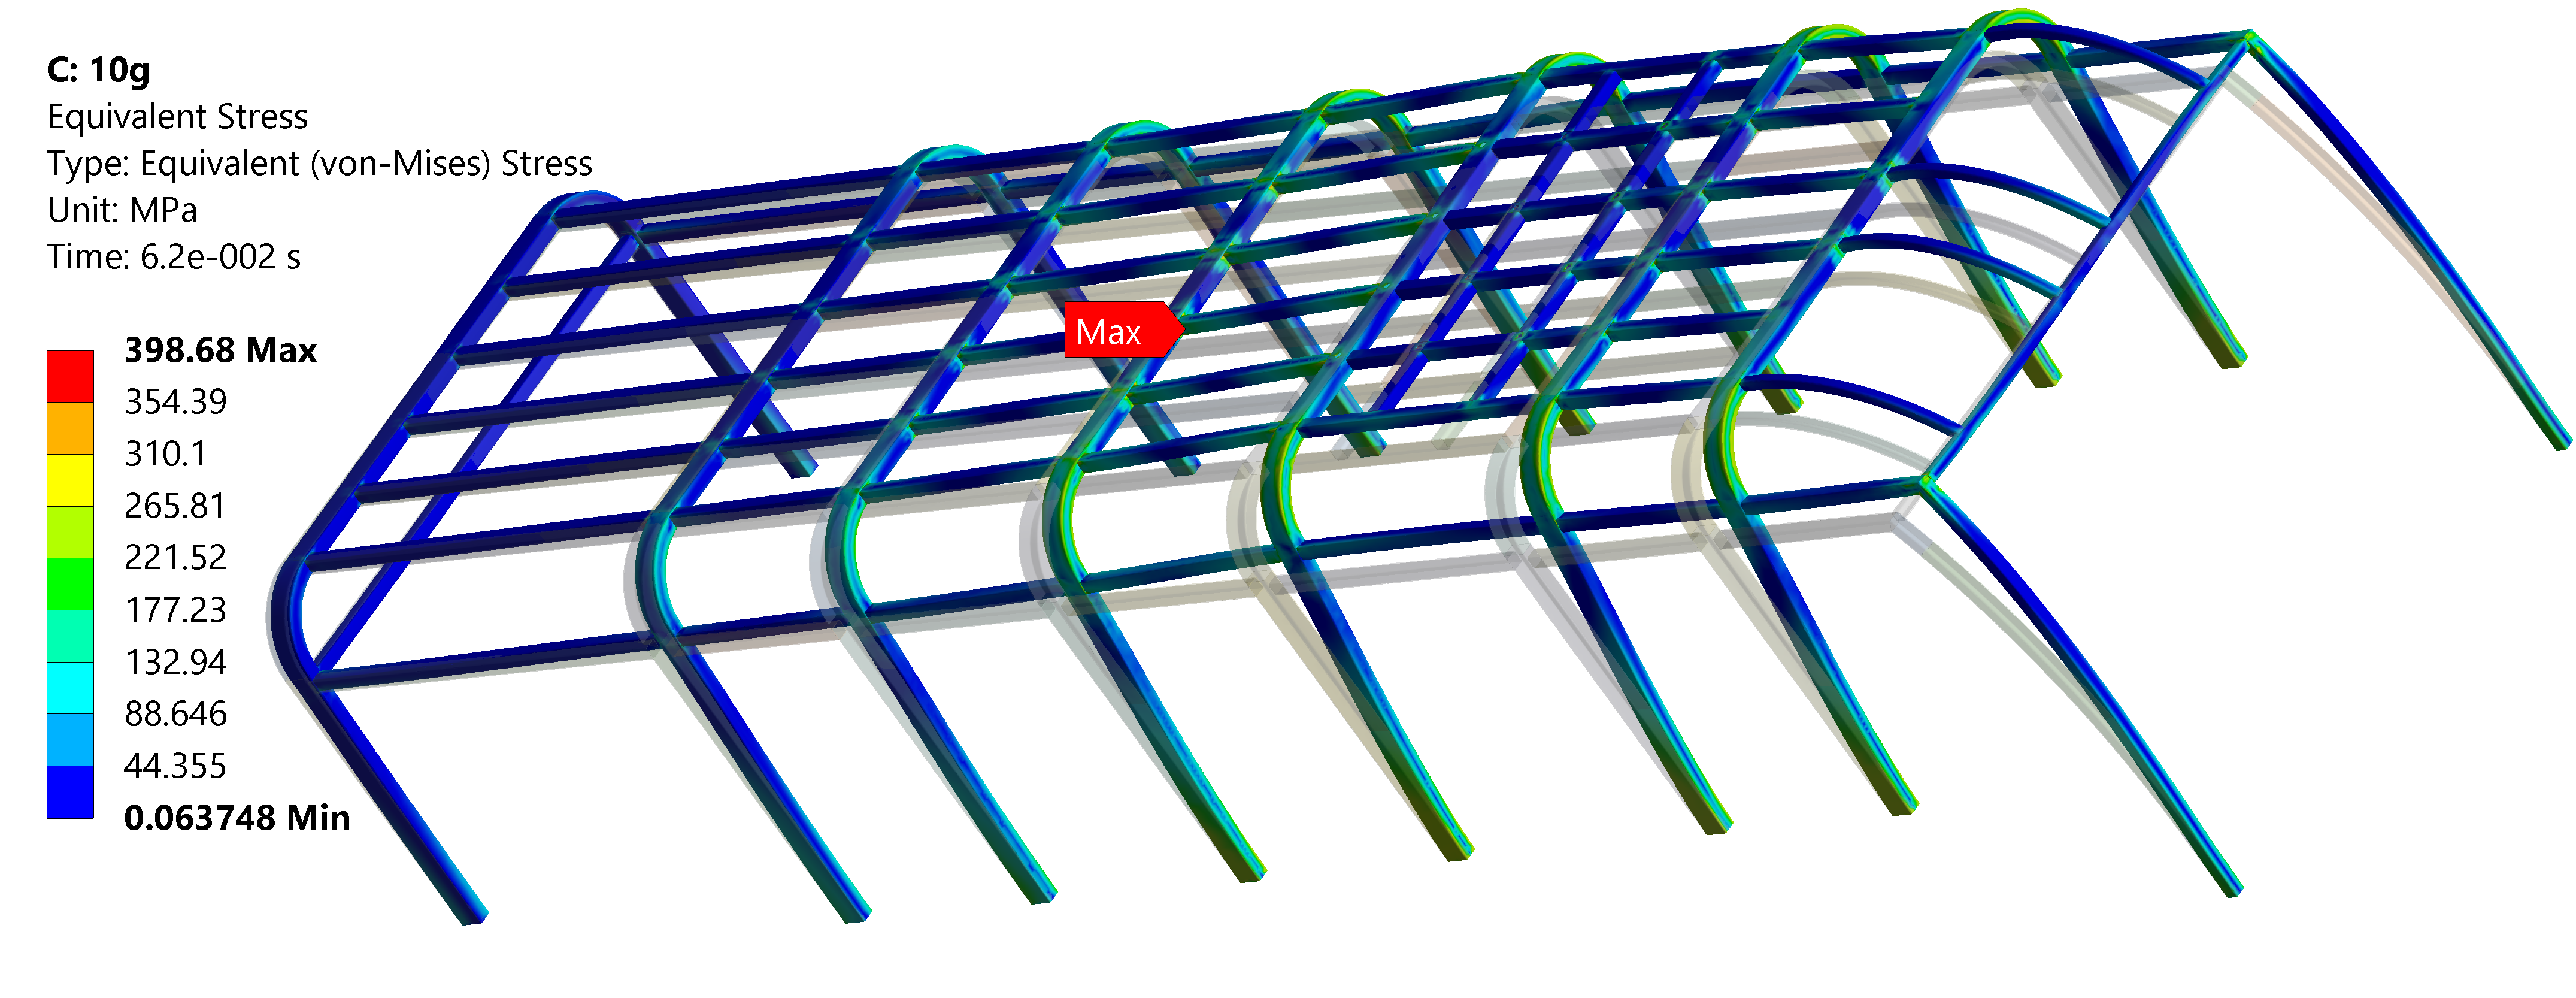 C: 10g
Equivalent Stress
Type: Equivalent (von-Mises) Stress
Unit: MPa
Time: 6.2e-002 s
398.68 Max
354.39
310.1
265.81
221.52
177.23
132.94
88.646
44.355
0.063748 Min
Max